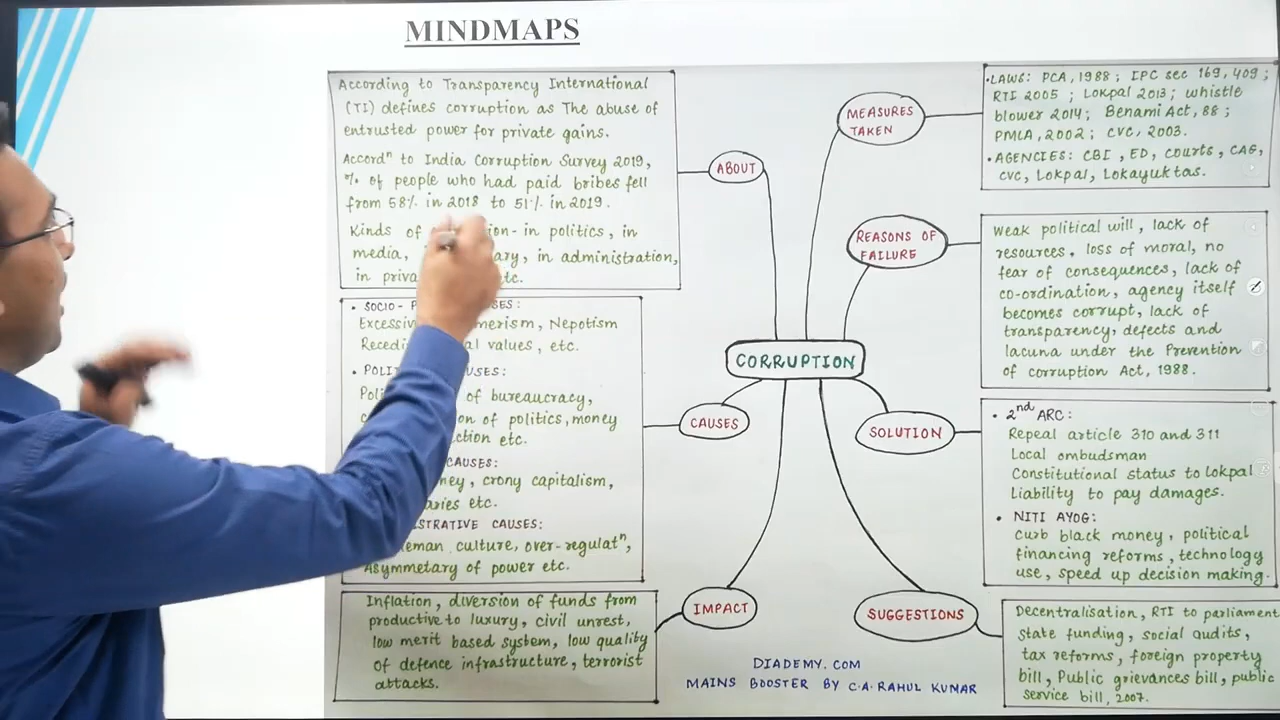 MINDMAPS
According to Transparency International
(TI) defines corruption as The abuse of
entrusted power for private gains.
Accordⁿ to India Corruption Survey 2019,
% of people who had paid bribes fell
from 58% in 2018 to 51% in 2019.
Kinds of - in politics, in
media, in administration,
in etc.
ABOUT
• SOCIO-
Nepotism
values, etc.
•
of bureaucracy,
of politics, money
etc.
CAUSES:
crony capitalism,
etc.
CAUSES:
culture, over-regulatⁿ,
Asymmetary of power etc.
CAUSES
Inflation, diversion of funds from
productive to luxury, civil unrest,
low merit based system, low quality
of defence infrastructure, terrorist
attacks.
IMPACT
CORRUPTION
MEASURES
TAKEN
• LAWS: PCA, 1988; IPC sec 169, 409;
RTI 2005; Lokpal 2013; whistle
blower 2014; Benami Act, 88;
PMLA, 2002; CVC, 2003.
• AGENCIES: CBI, ED, courts, CAG,
CVC, Lokpal, Lokayuktas.
REASONS OF
FAILURE
Weak political will, lack of
resources, loss of moral, no
fear of consequences, lack of
co-ordination, agency itself
becomes corrupt, lack of
transparency, defects and
lacuna under the Prevention
of corruption Act, 1988.
SOLUTION
• 2nd ARC:
Repeal article 310 and 311
Local ombudsman
Constitutional status to Lokpal
Liability to pay damages.
• NITI AYOG:
curb black money, political
financing reforms, technology
use, speed up decision making.
SUGGESTIONS
Decentralisation, RTI to parliament
state funding, social audits,
tax reforms, foreign property
bill, Public grievances bill, public
service bill, 2007.
DIADEMY.COM
MAINS BOOSTER BY C.A. RAHUL KUMAR